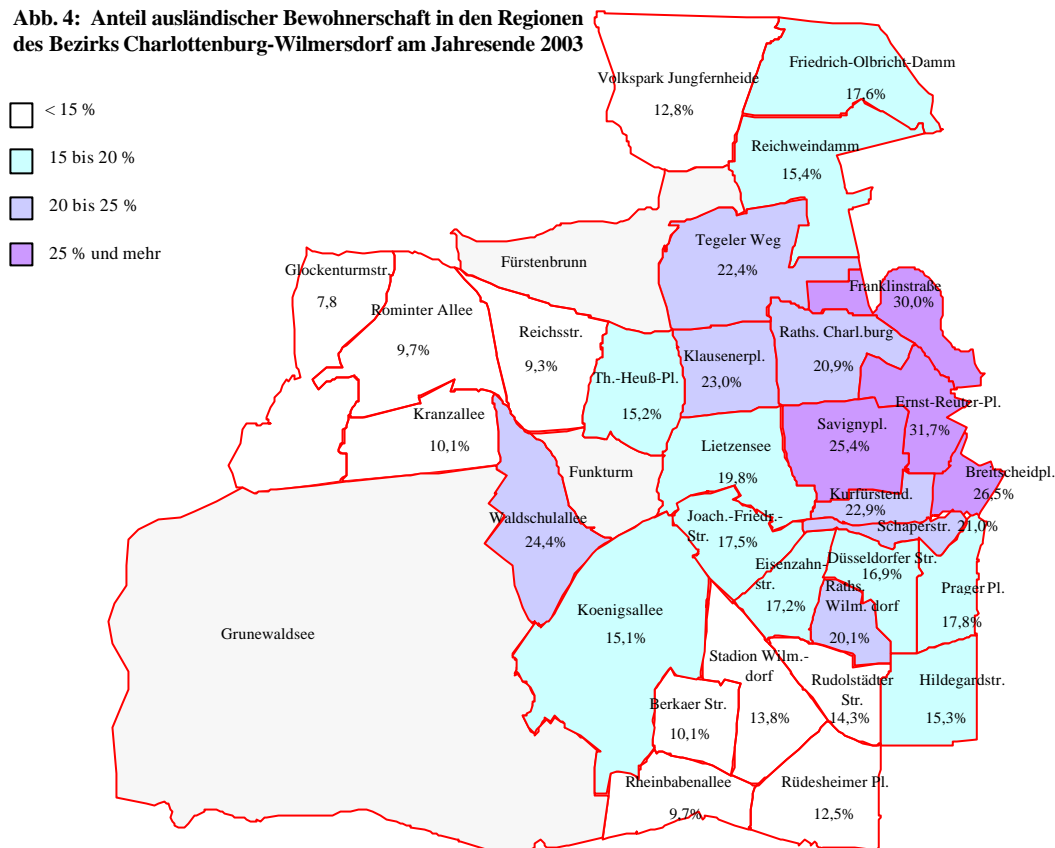 Abb. 4: Anteil ausländischer Bewohnerschaft in den Regionen
des Bezirks Charlottenburg-Wilmersdorf am Jahresende 2003
< 15 %
15 bis 20 %
20 bis 25 %
25 % und mehr
Volkspark Jungfernheide
12,8%
Friedrich-Olbricht-Damm
17,6%
Reichweindamm
15,4%
Tegeler Weg
22,4%
Fürstenbrunn
Glockenturmstr.
7,8
Rominter Allee
9,7%
Reichsstr.
9,3%
Th.-Heuß-Pl.
15,2%
Klausenerpl.
23,0%
Raths. Charl.burg
20,9%
Franklinstraße
30,0%
Ernst-Reuter-Pl.
31,7%
Savignypl.
25,4%
Kranzallee
10,1%
Funkturm
Lietzensee
19,8%
Breitscheidpl.
26,5%
Kurfürstend.
22,9%
Schaperstr.
21,0%
Waldschulallee
24,4%
Joach.-Friedr.-
Str.
17,5%
Eisenzahn-
str.
17,2%
Düsseldorfer Str.
16,9%
Raths.
Wilm. dorf
20,1%
Prager Pl.
17,8%
Koenigsallee
15,1%
Grunewaldsee
Stadion Wilm.-
dorf
13,8%
Rudolstädter
Str.
14,3%
Hildegardstr.
15,3%
Berkaer Str.
10,1%
Rheinbabenallee
9,7%
Rüdesheimer Pl.
12,5%